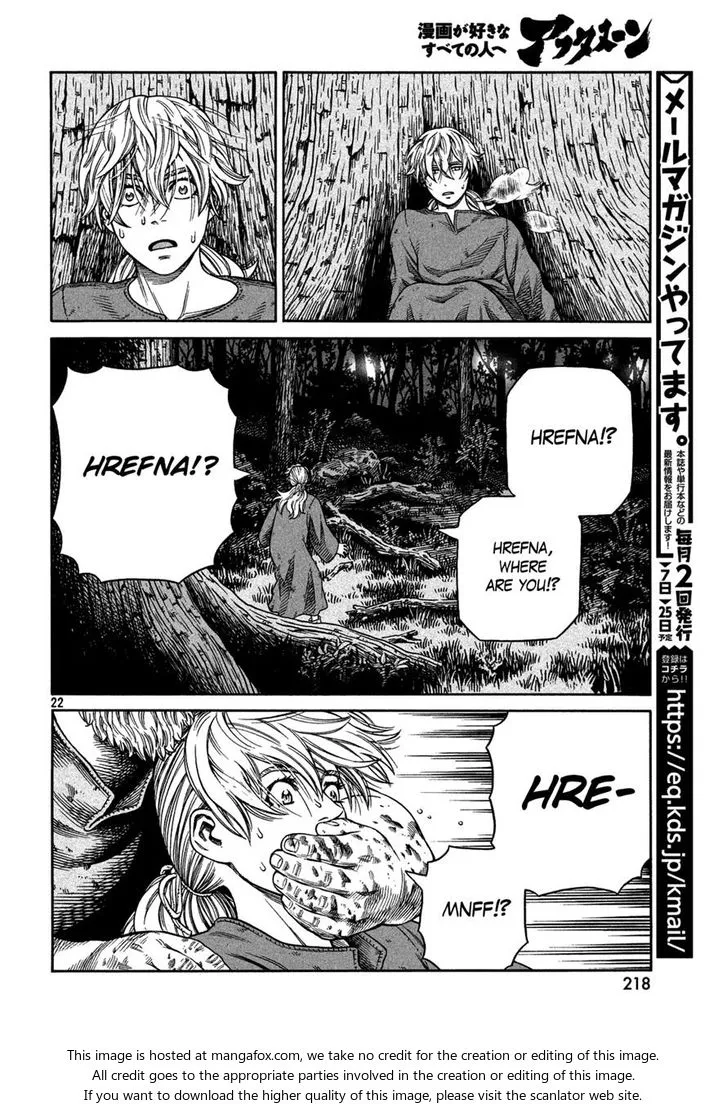 漫画が好きな
すべての人へ
アフタヌーン
HREFNA!?
HREFNA,
WHERE
ARE YOU!?
HREFNA!?
22
HRE-
MNFF!?
メールマガジンやってます。
本誌や単行本などの
最新情報をお届けします!
毎月2回発行
▼7日▼25日予定
登録は
コチラ
から!!
https://eq.kds.jp/kmail/
218
This image is hosted at mangafox.com, we take no credit for the creation or editing of this image.
All credit goes to the appropriate parties involved in the creation or editing of this image.
If you want to download the higher quality of this image, please visit the scanlator web site.